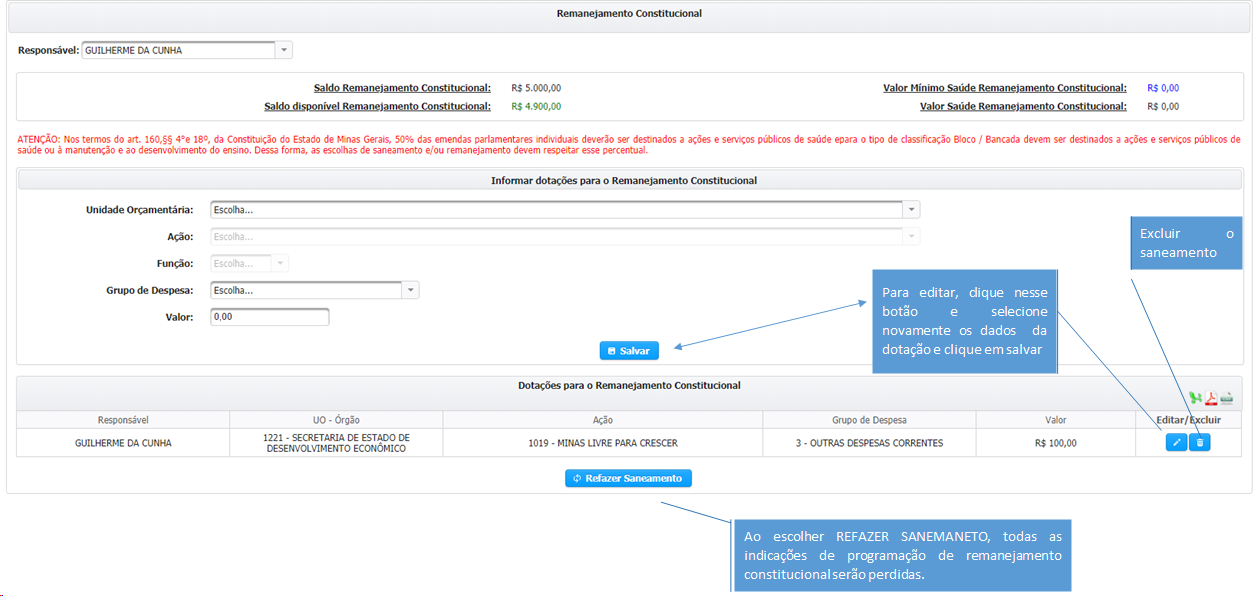 Remanejamento Constitucional
Responsável: GUILHERME DA CUNHA
Saldo Remanejamento Constitucional: R$ 5.000,00
Valor Mínimo Saúde Remanejamento Constitucional: R$ 0,00
Saldo disponível Remanejamento Constitucional: R$ 4.900,00
Valor Saúde Remanejamento Constitucional: R$ 0,00
ATENÇÃO: Nos termos do art. 160,§§ 4°e 18º, da Constituição do Estado de Minas Gerais, 50% das emendas parlamentares individuais deverão ser destinados a ações e serviços públicos de saúde epara o tipo de classificação Bloco / Bancada devem ser destinados a ações e serviços públicos de
saúde ou à manutenção e ao desenvolvimento do ensino. Dessa forma, as escolhas de saneamento e/ou remanejamento devem respeitar esse percentual.
Informar dotações para o Remanejamento Constitucional
Unidade Orçamentária: Escolha...
Ação: Escolha...
Função: Escolha...
Grupo de Despesa: Escolha...
Valor: 0,00
Salvar
Excluir o
saneamento
Para editar, clique nesse
botão e selecione
novamente os dados da
dotação e clique em salvar
Dotações para o Remanejamento Constitucional
Responsável UO - Órgão Ação Grupo de Despesa Valor Editar/Excluir
GUILHERME DA CUNHA
1221 - SECRETARIA DE ESTADO DE
DESENVOLVIMENTO ECONÔMICO
1019 - MINAS LIVRE PARA CRESCER
3 - OUTRAS DESPESAS CORRENTES
R$ 100,00
Refazer Saneamento
Ao escolher REFAZER SANEMANETO, todas as
indicações de programação de remanejamento
constitucional serão perdidas.